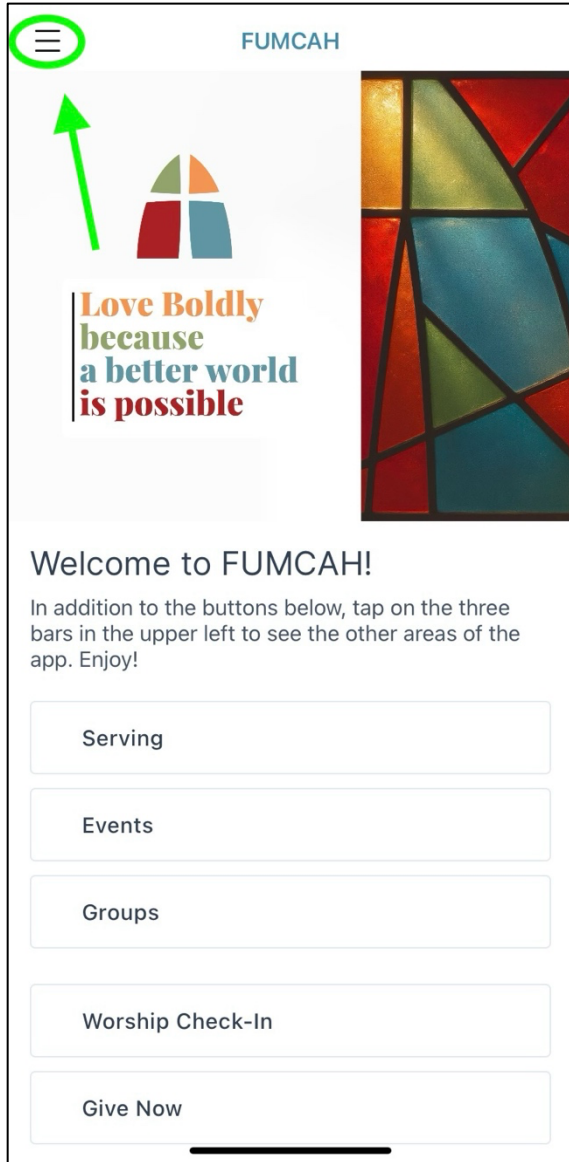 FUMCAH
Love Boldly
because
a better world
is possible
Welcome to FUMCAH!
In addition to the buttons below, tap on the three
bars in the upper left to see the other areas of the
app. Enjoy!
Serving
Events
Groups
Worship Check-In
Give Now